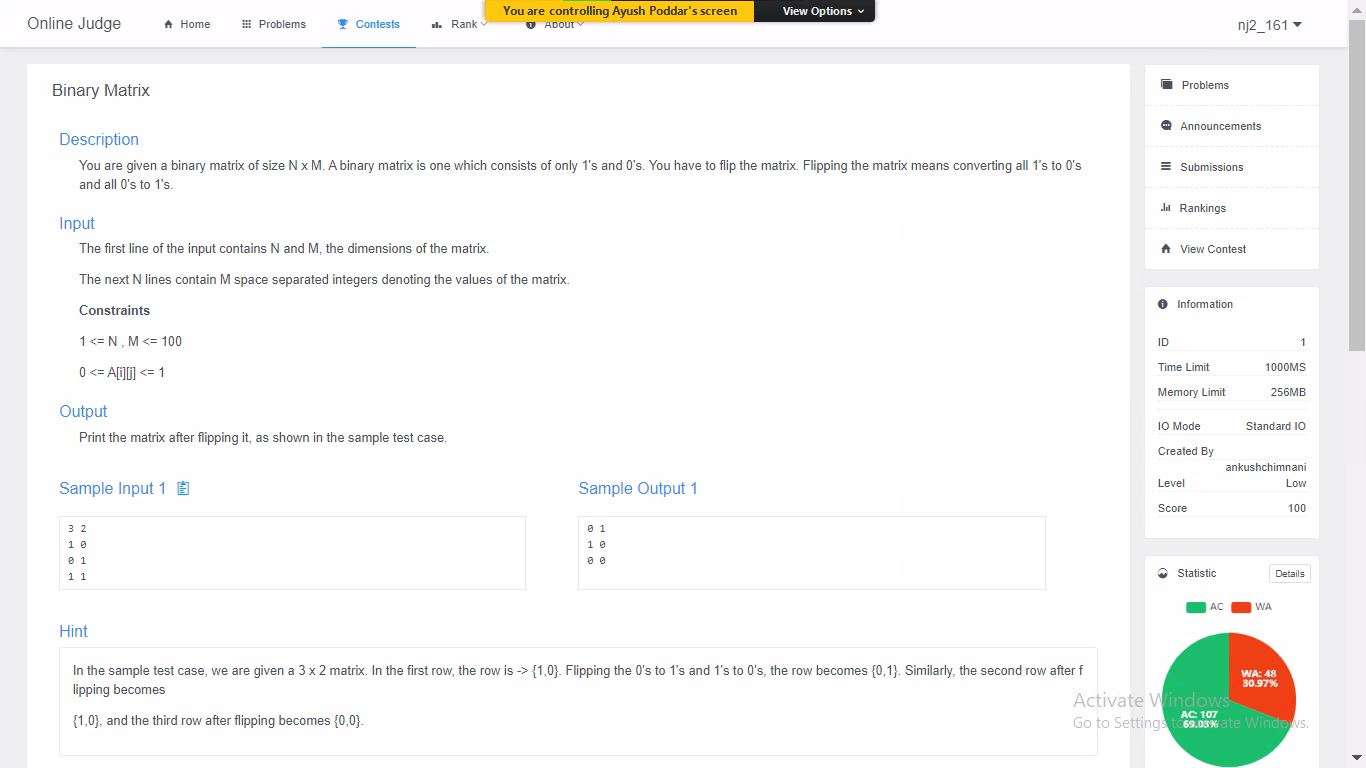 You are controlling Ayush Poddar's screen View Options
Online Judge Home Problems Contests Rank About nj2_161
Binary Matrix
Description
You are given a binary matrix of size N x M. A binary matrix is one which consists of only 1's and 0's. You have to flip the matrix. Flipping the matrix means converting all 1's to 0's
and all 0's to 1's.
Input
The first line of the input contains N and M, the dimensions of the matrix.
The next N lines contain M space separated integers denoting the values of the matrix.
Constraints
1 <= N , M <= 100
0 <= A[i][j] <= 1
Output
Print the matrix after flipping it, as shown in the sample test case.
Sample Input 1
3 2
1 0
0 1
1 1
Sample Output 1
0 1
1 0
0 0
Hint
In the sample test case, we are given a 3 x 2 matrix. In the first row, the row is -> {1,0}. Flipping the 0's to 1's and 1's to 0's, the row becomes {0,1}. Similarly, the second row after f
lipping becomes
{1,0}, and the third row after flipping becomes {0,0}.
Problems
Announcements
Submissions
Rankings
View Contest
Information
ID 1
Time Limit 1000MS
Memory Limit 256MB
IO Mode Standard IO
Created By
ankushchimnani
Level Low
Score 100
Statistic Details
AC WA
WA: 48
30.97%
AC: 107
69.03%
Activate Windows
Go to Settings to activate Windows.